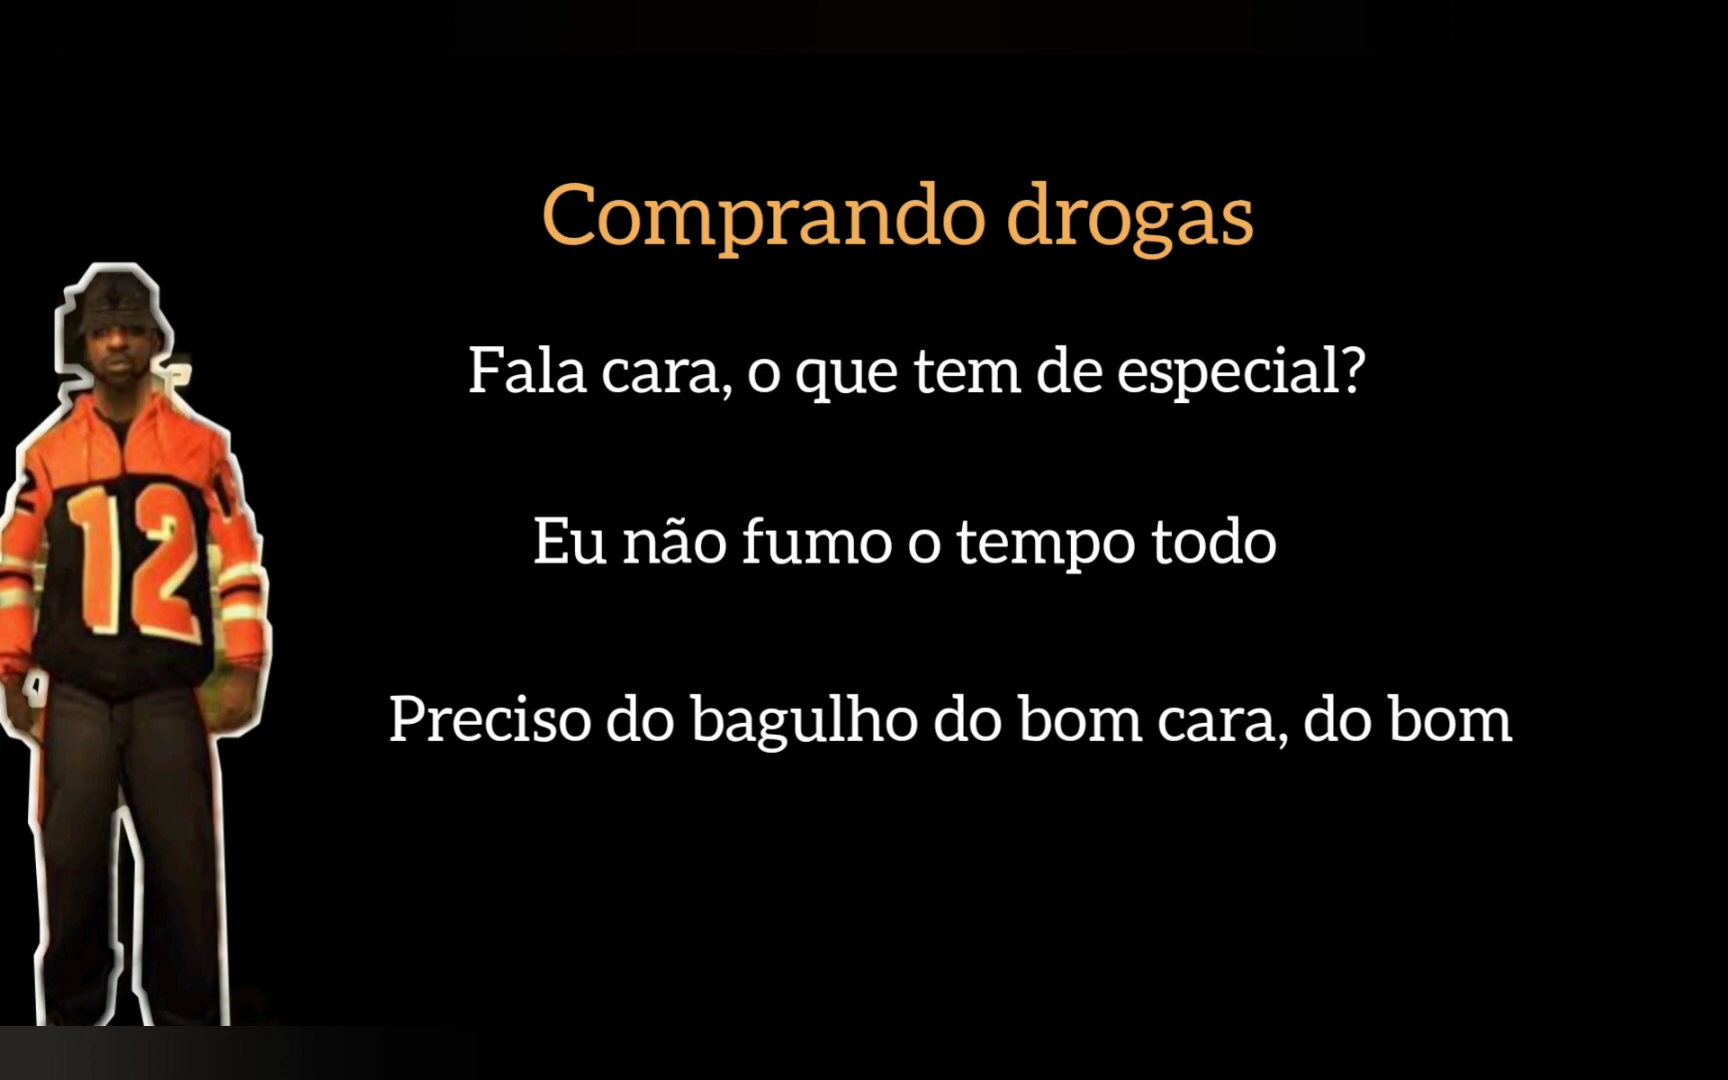 Comprando drogas
Fala cara, o que tem de especial?
Eu não fumo o tempo todo
Preciso do bagulho do bom cara, do bom
12